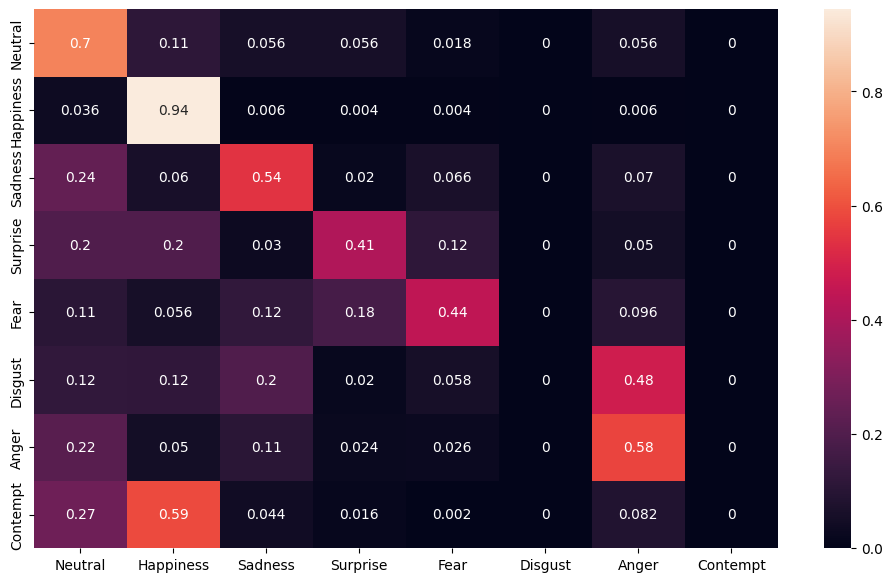 Neutral 0.7 0.11 0.056 0.056 0.018 0 0.056 0
Happiness 0.036 0.94 0.006 0.004 0.004 0 0.006 0
Sadness 0.24 0.06 0.54 0.02 0.066 0 0.07 0
Surprise 0.2 0.2 0.03 0.41 0.12 0 0.05 0
Fear 0.11 0.056 0.12 0.18 0.44 0 0.096 0
Disgust 0.12 0.12 0.2 0.02 0.058 0 0.48 0
Anger 0.22 0.05 0.11 0.024 0.026 0 0.58 0
Contempt 0.27 0.59 0.044 0.016 0.002 0 0.082 0
Neutral Happiness Sadness Surprise Fear Disgust Anger Contempt
0.8
0.6
0.4
0.2
0.0